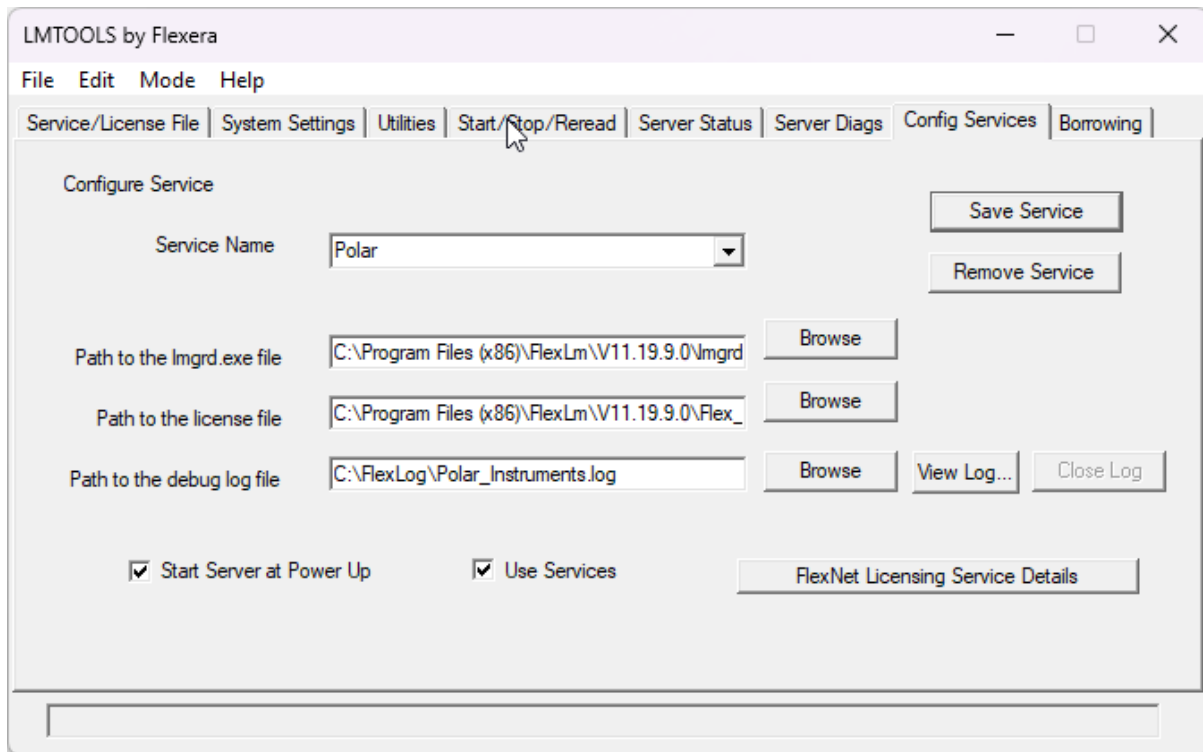 LMTOOLS by Flexera
File Edit Mode Help
Service/License File System Settings Utilities Start/Stop/Reread Server Status Server Diags Config Services Borrowing
Configure Service
Save Service
Service Name Polar
Remove Service
Path to the lmgrd.exe file C:\Program Files (x86)\FlexLm\V11.19.9.0\lmgrd Browse
Path to the license file C:\Program Files (x86)\FlexLm\V11.19.9.0\Flex_ Browse
Path to the debug log file C:\FlexLog\Polar_Instruments.log Browse View Log... Close Log
Start Server at Power Up Use Services FlexNet Licensing Service Details